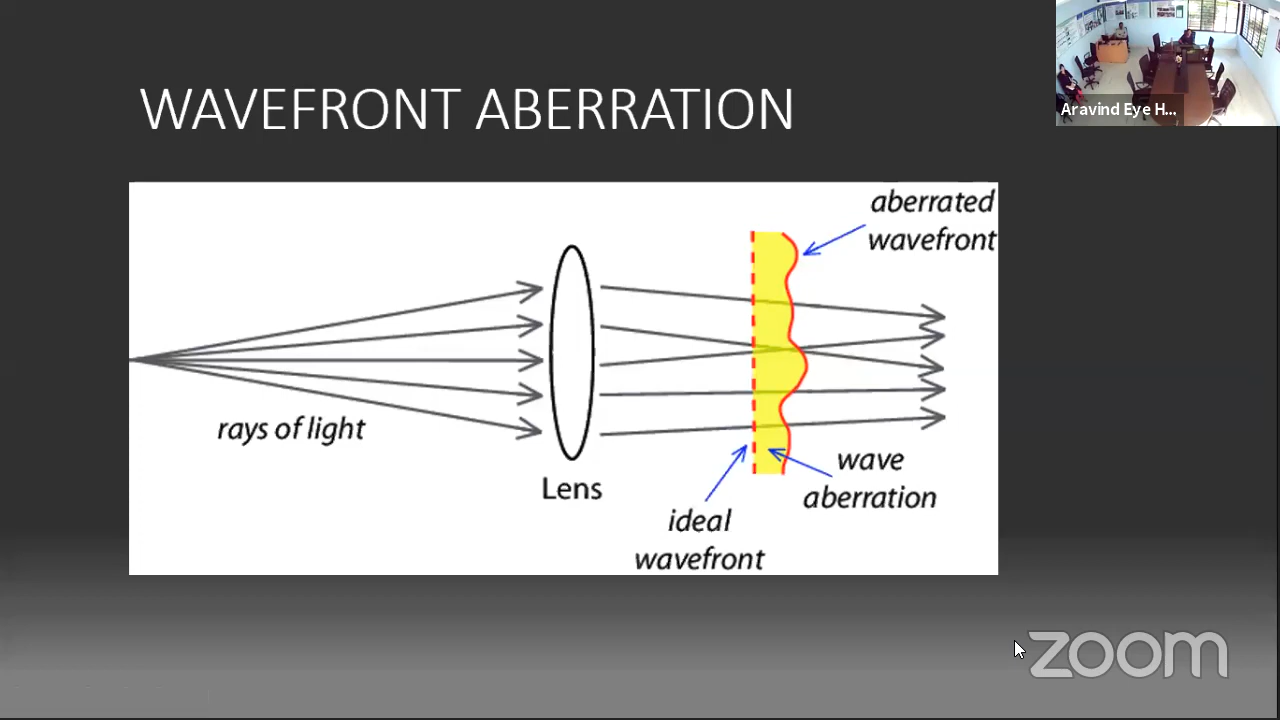 WAVEFRONT ABERRATION
Aravind Eye H...
aberrated
wavefront
rays of light
Lens
wave
aberration
ideal
wavefront
zoom